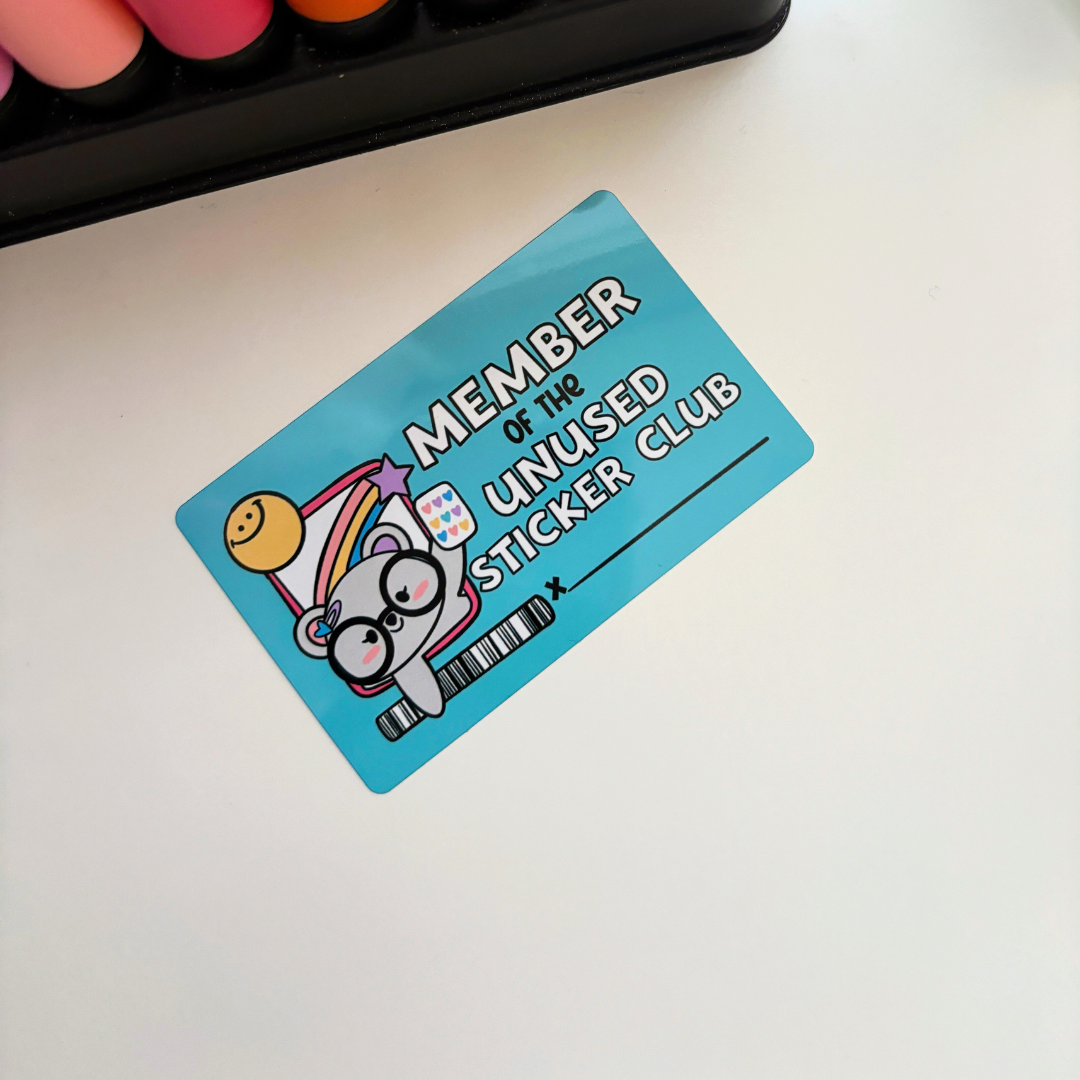 MEMBER
OF THE
UNUSED
STICKER CLUB
x